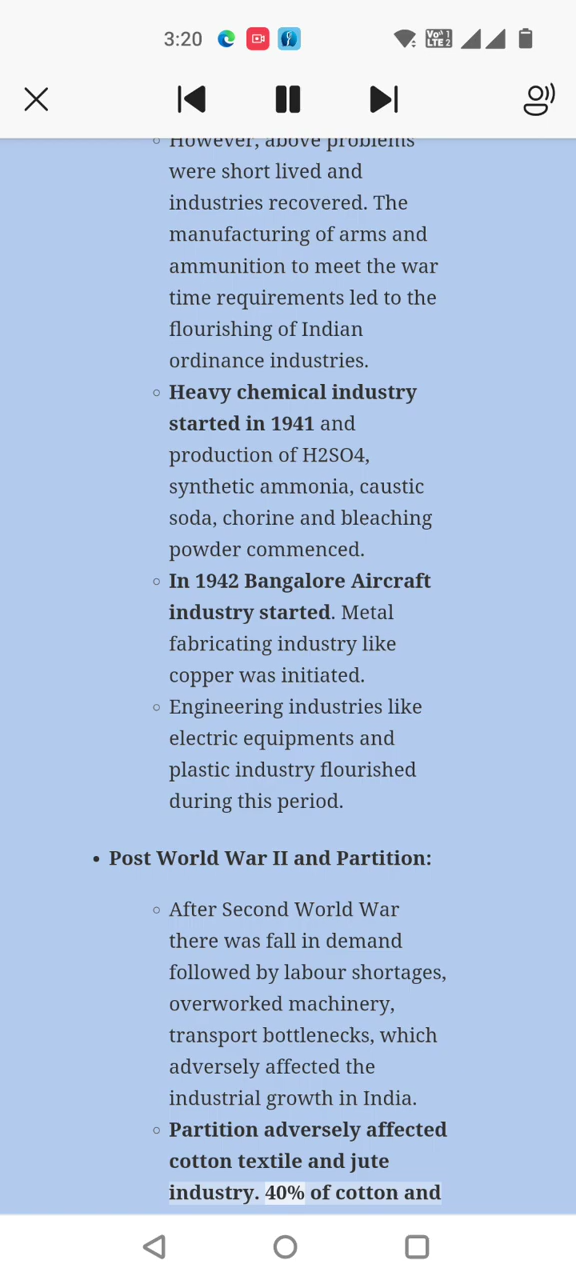 3:20
Vo 1
LTE 2
However, above problems
were short lived and
industries recovered. The
manufacturing of arms and
ammunition to meet the war
time requirements led to the
flourishing of Indian
ordinance industries.
Heavy chemical industry
started in 1941 and
production of H2SO4,
synthetic ammonia, caustic
soda, chorine and bleaching
powder commenced.
In 1942 Bangalore Aircraft
industry started. Metal
fabricating industry like
copper was initiated.
Engineering industries like
electric equipments and
plastic industry flourished
during this period.
• Post World War II and Partition:
After Second World War
there was fall in demand
followed by labour shortages,
overworked machinery,
transport bottlenecks, which
adversely affected the
industrial growth in India.
Partition adversely affected
cotton textile and jute
industry. 40% of cotton and